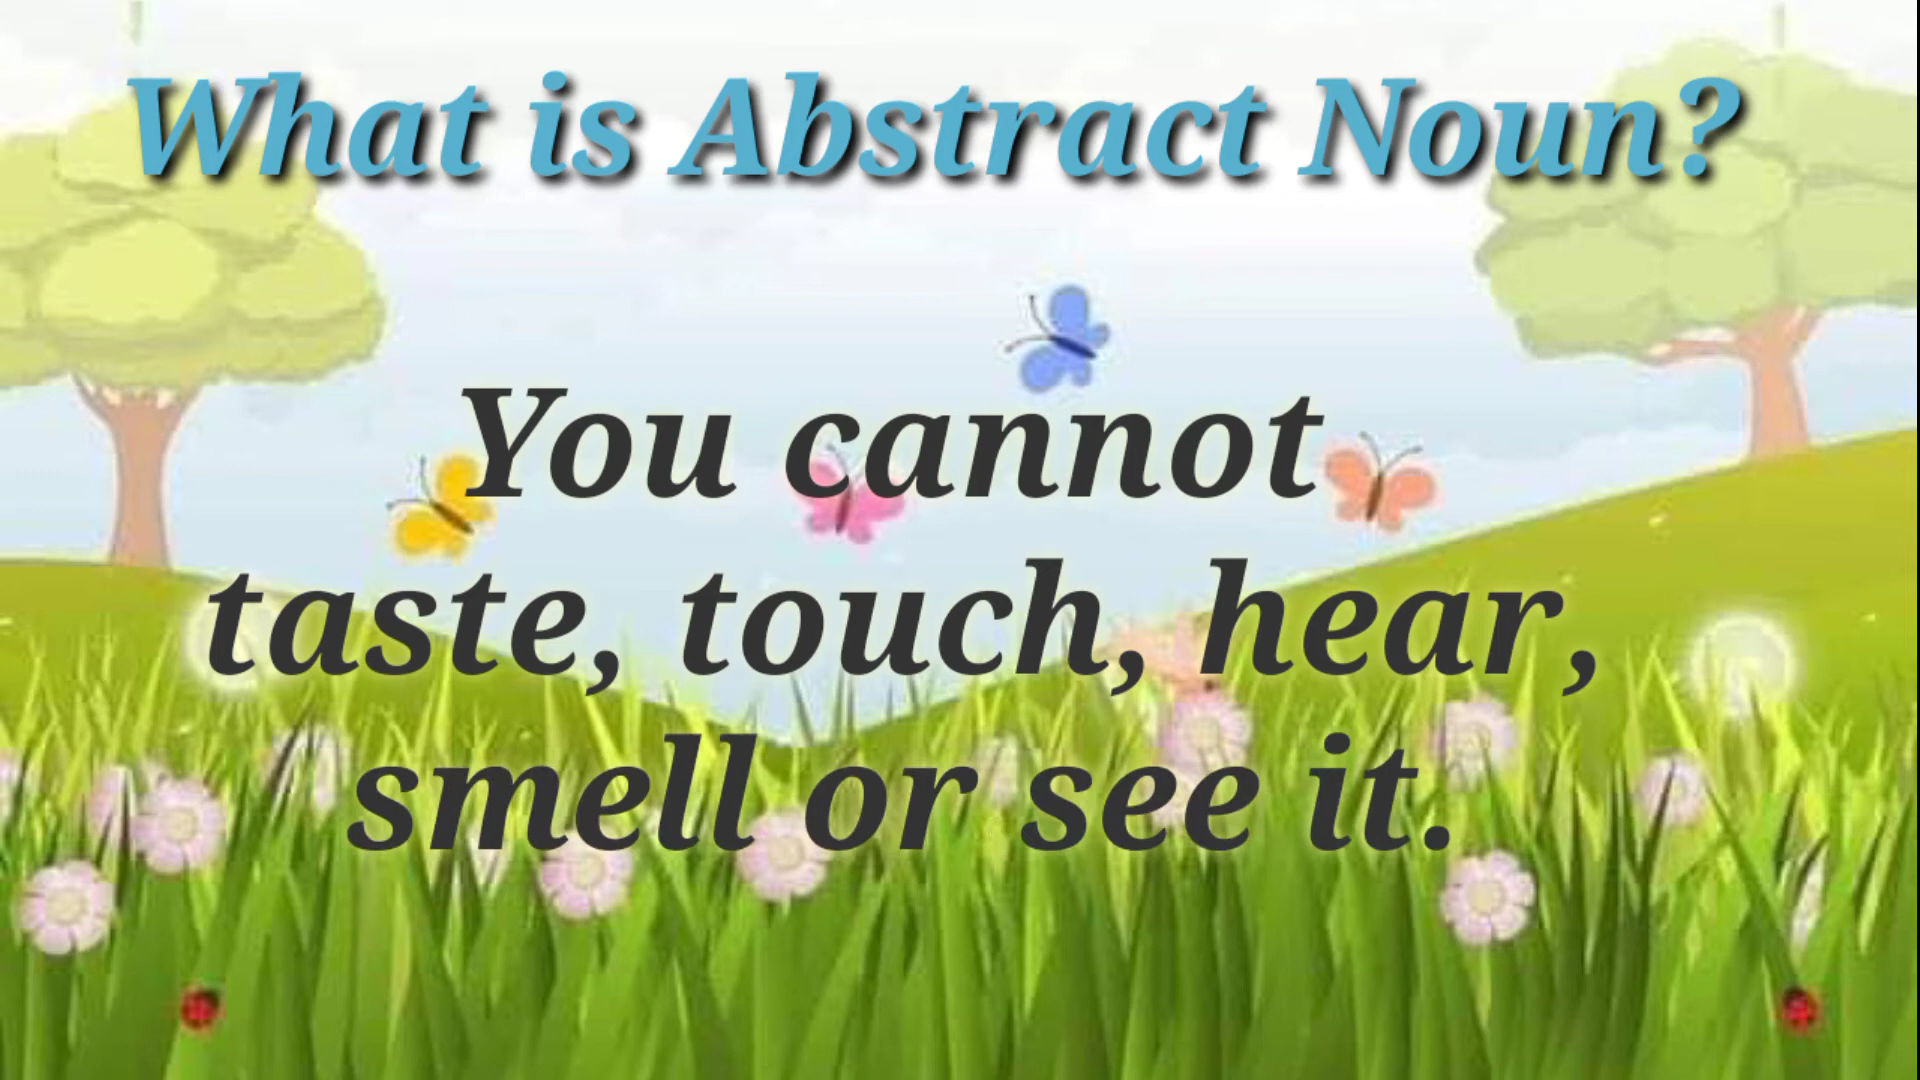 What is Abstract Noun?
You cannot
taste, touch, hear,
smell or see it.